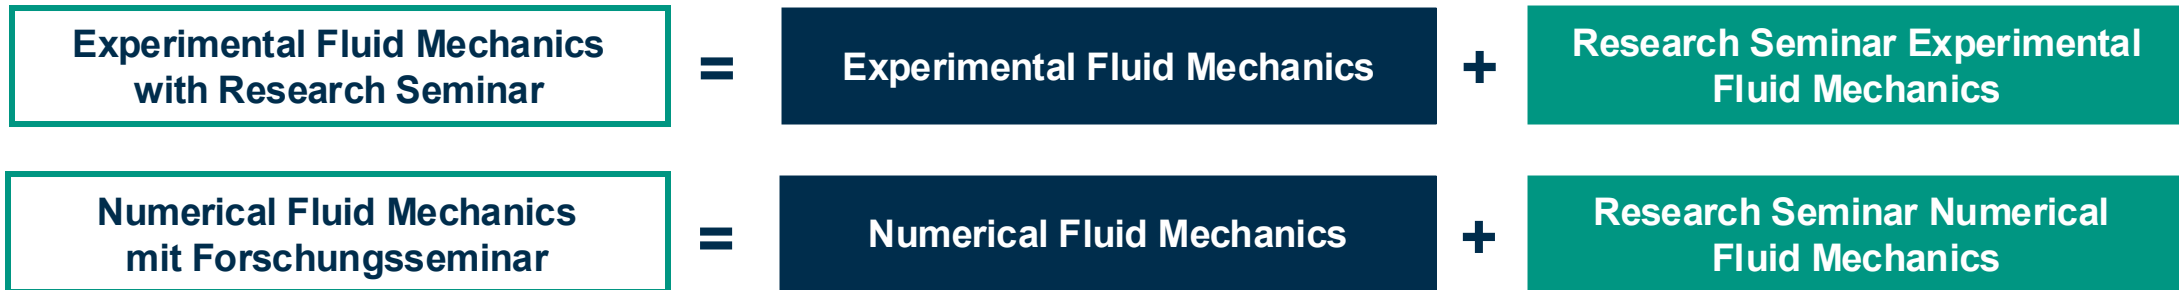 Experimental Fluid Mechanics
with Research Seminar
=
Experimental Fluid Mechanics
+
Research Seminar Experimental
Fluid Mechanics
Numerical Fluid Mechanics
mit Forschungsseminar
=
Numerical Fluid Mechanics
+
Research Seminar Numerical
Fluid Mechanics